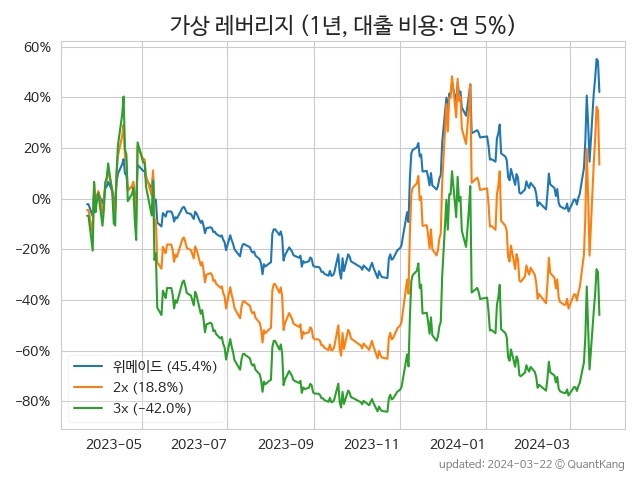 가상 레버리지 (1년, 대출 비용: 연 5%)
60%
40%
20%
0%
−20%
−40%
−60%
−80%
위메이드 (45.4%)
2x (18.8%)
3x (−42.0%)
2023-05
2023-07
2023-09
2023-11
2024-01
2024-03
updated: 2024-03-22 © QuantKang